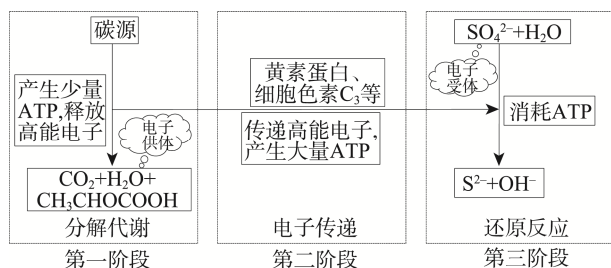 碳源
产生少量
ATP,释放
高能电子
电子
供体
CO₂+H₂O+
CH₃CHOCOOH
分解代谢
第一阶段
黄素蛋白、
细胞色素C₃等
传递高能电子,
产生大量ATP
电子传递
第二阶段
SO₄²⁻+H₂O
电子
受体
消耗ATP
S²⁻+OH⁻
还原反应
第三阶段